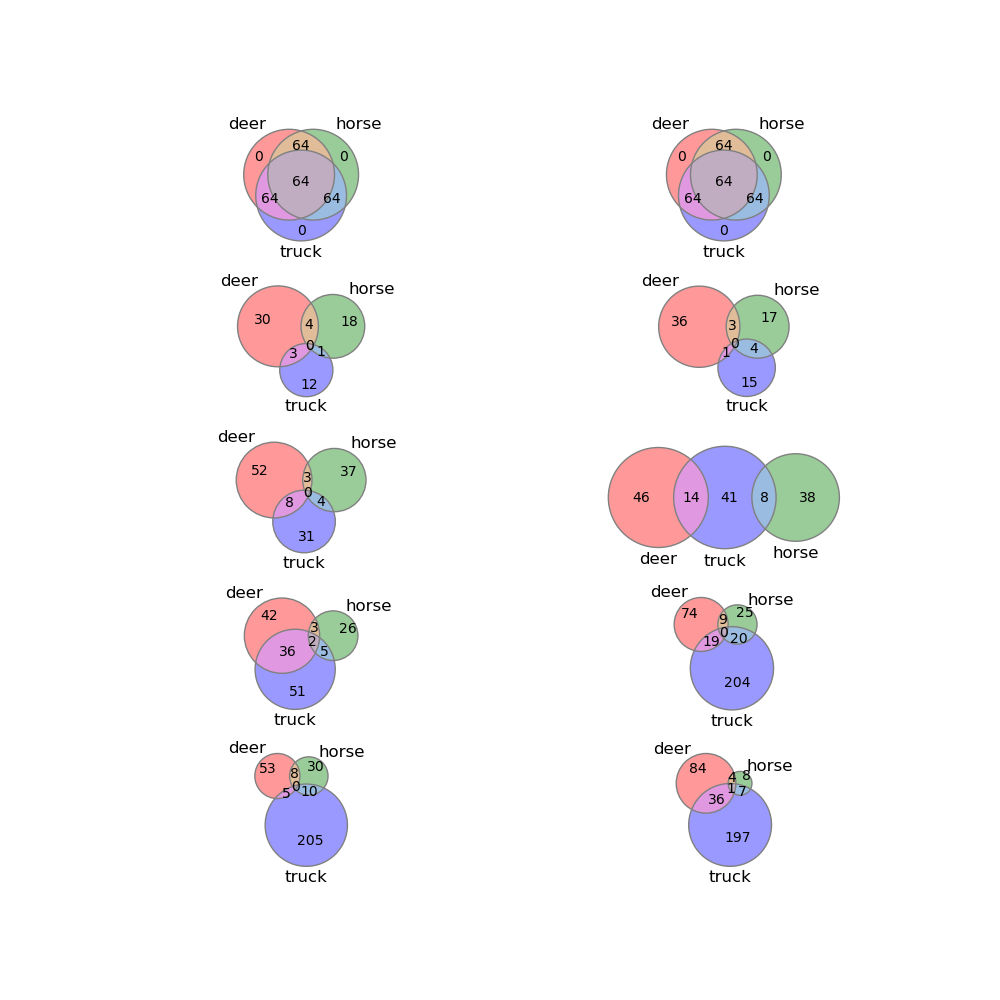 deer horse deer horse
0 64 0 0 64 0
64 64 64 64 64 64
0 0
truck truck
deer horse deer horse
30 4 18 36 3 17
3 0 1 1 0 4
12 15
truck truck
deer horse
52 3 37
8 0 4
31
truck
46 14 41 8 38
deer truck horse
deer horse deer horse
42 3 26 74 9 25
36 2 5 19 0 20
51 204
truck truck
deer horse deer horse
53 8 30 84 4 8
5 0 10 36 1 7
205 197
truck truck